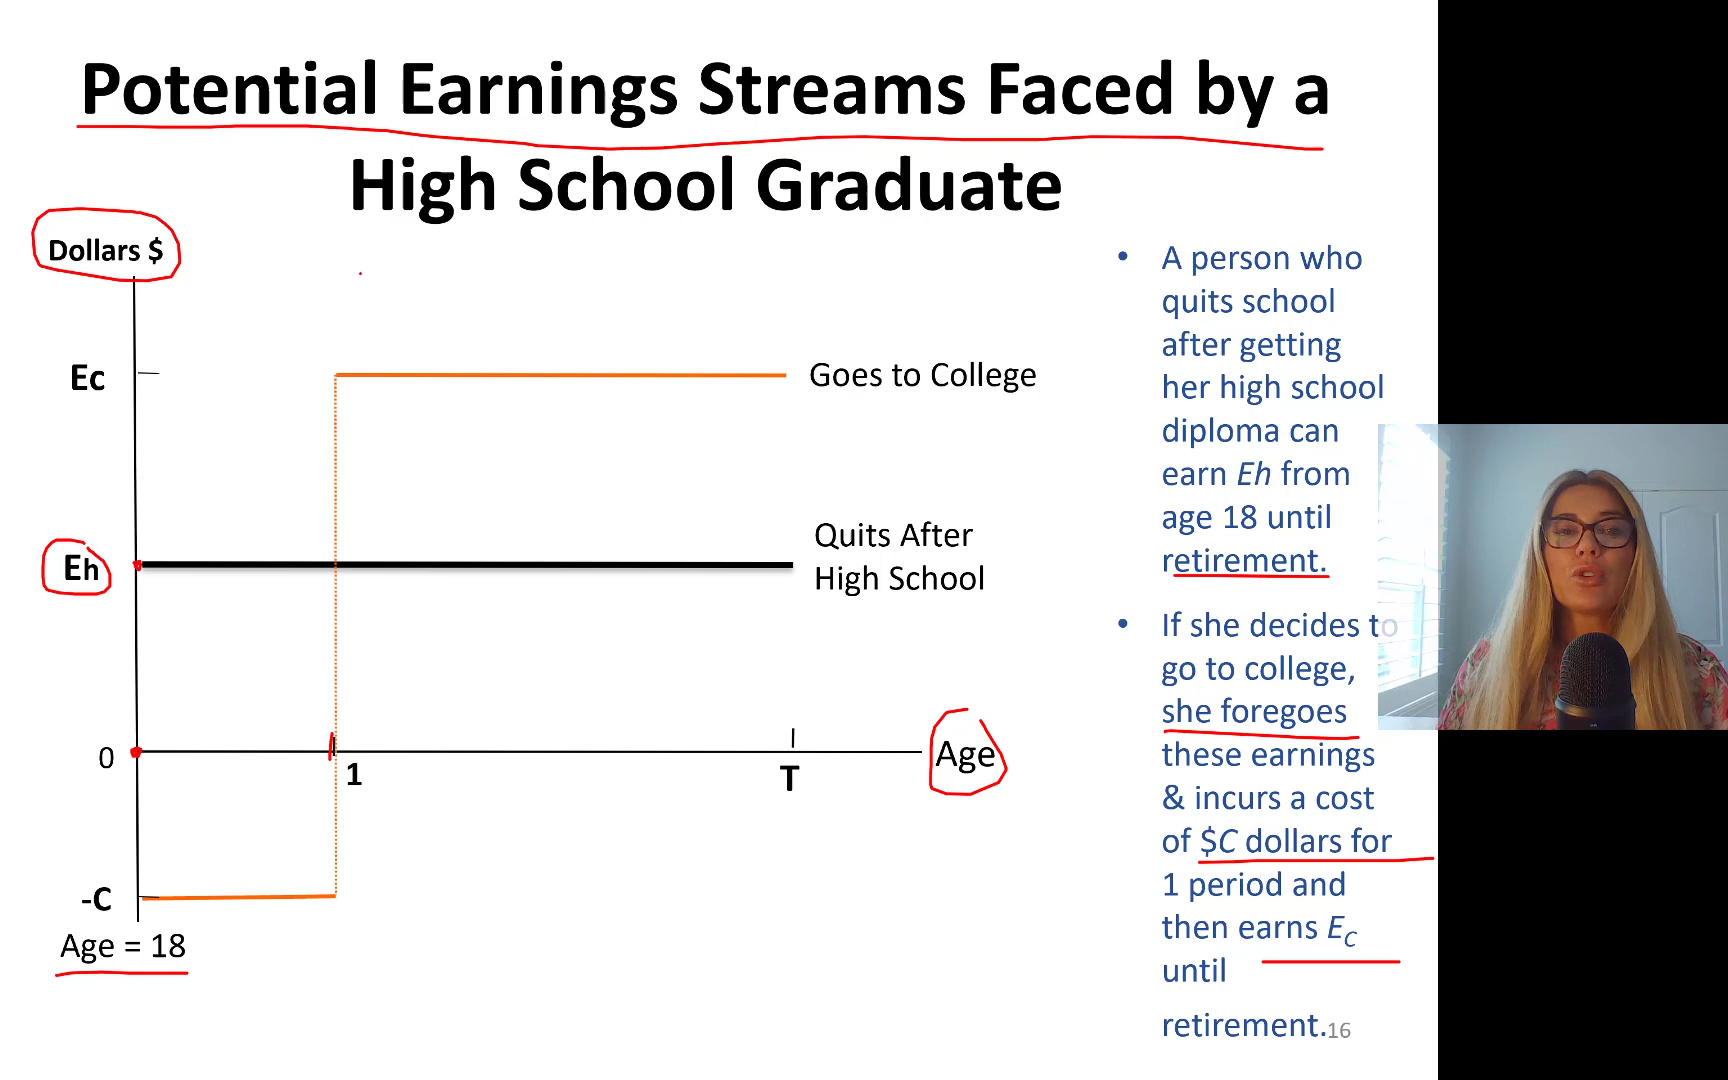 Potential Earnings Streams Faced by a
High School Graduate
Dollars $
Ec
Goes to College
Eh
Quits After
High School
0
1
T
Age
-C
Age = 18
• A person who
quits school
after getting
her high school
diploma can
earn Eh from
age 18 until
retirement.
• If she decides to
go to college,
she foregoes
these earnings
& incurs a cost
of $C dollars for
1 period and
then earns EC
until
retirement.
16